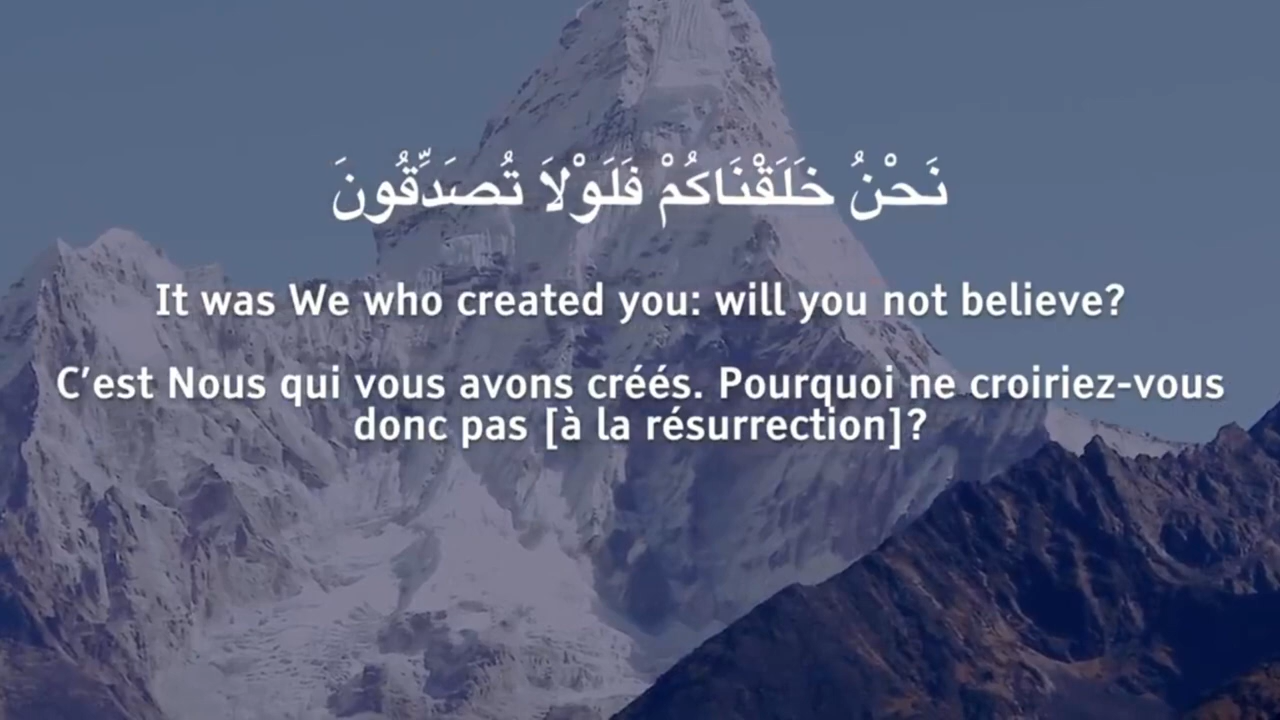 نَحْنُ خَلَقْنَاكُمْ فَلَوْلَا تُصَدِّقُونَ
It was We who created you: will you not believe?
C’est Nous qui vous avons créés. Pourquoi ne croiriez-vous
donc pas [à la résurrection]?